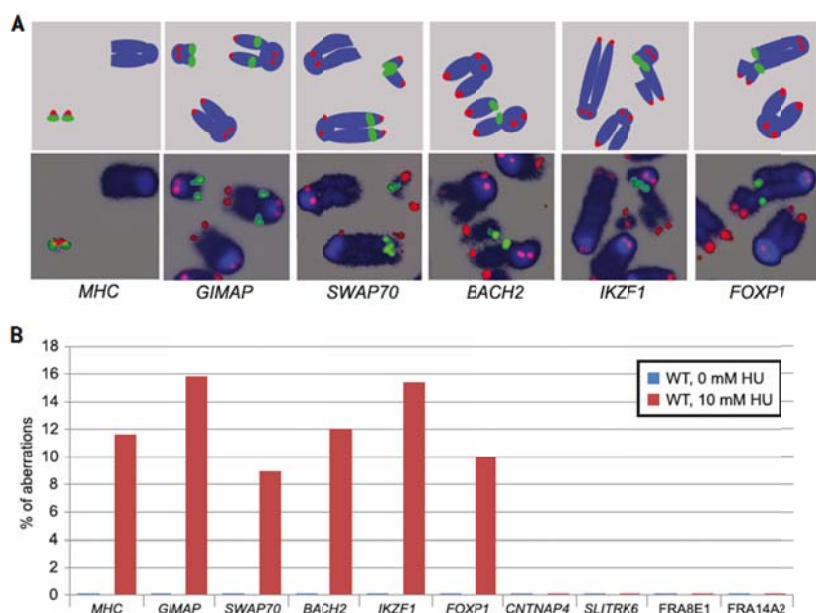 A
MHC GIMAP SWAP70 BACH2 IKZF1 FOXP1
B
18
16
14
12
10
8
6
4
2
0
% of aberrations
WT, 0 mM HU
WT, 10 mM HU
MHC GIMAP SWAP70 BACH2 IKZF1 FOXP1 CNTNAP4 SLITRK6 FRA8E1 FRA14A2